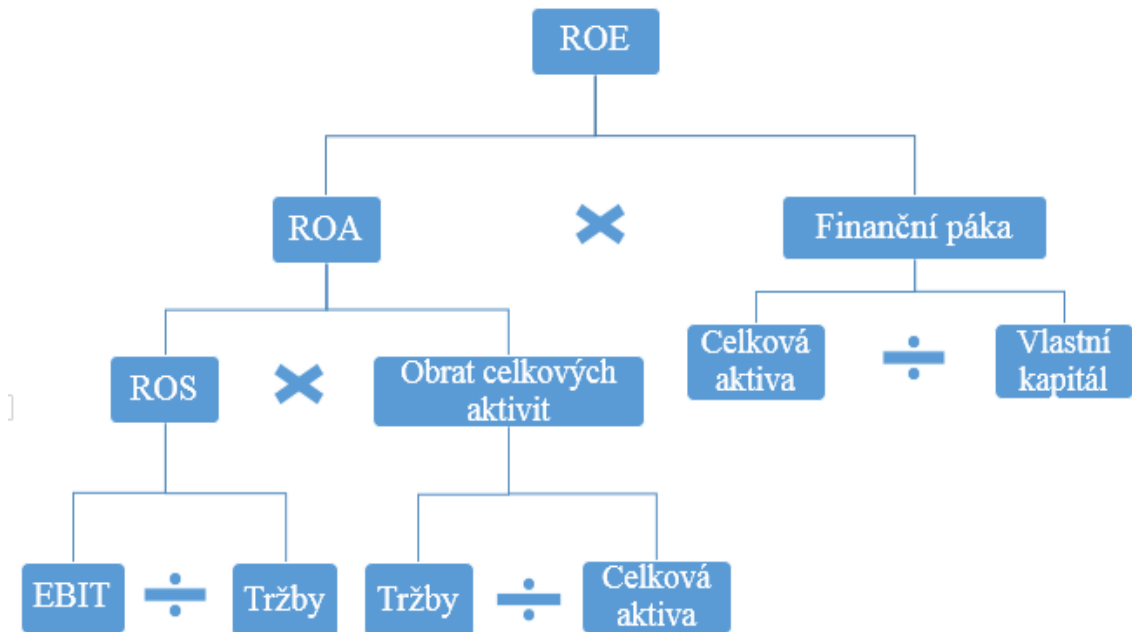 ROE
ROA
Finanční páka
ROS
Obrat celkových
aktivit
Celková
aktiva
Vlastní
kapitál
EBIT
Tržby
Tržby
Celková
aktiva